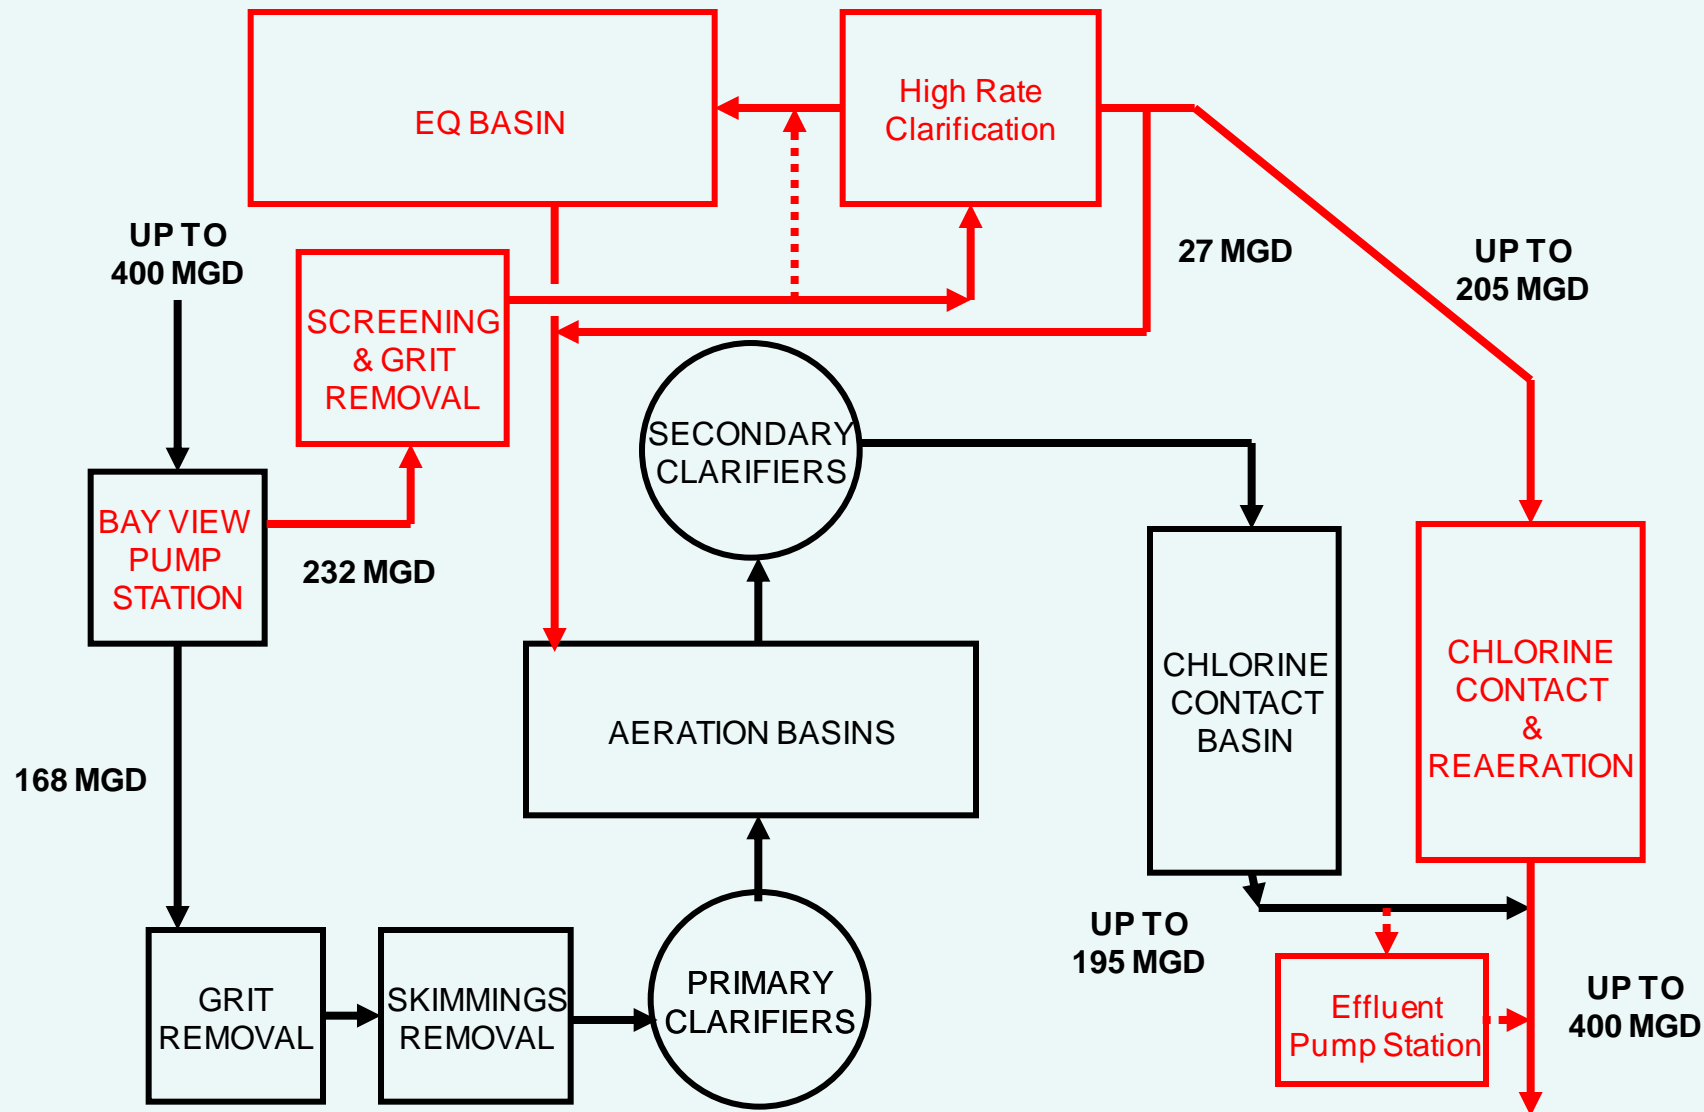 EQ BASIN
High Rate
Clarification
UP TO
400 MGD
27 MGD
UP TO
205 MGD
SCREENING
& GRIT
REMOVAL
SECONDARY
CLARIFIERS
BAY VIEW
PUMP
STATION
232 MGD
CHLORINE
CONTACT
BASIN
CHLORINE
CONTACT
&
REAERATION
AERATION BASINS
168 MGD
UP TO
195 MGD
GRIT
REMOVAL
SKIMMINGS
REMOVAL
PRIMARY
CLARIFIERS
Effluent
Pump Station
UP TO
400 MGD